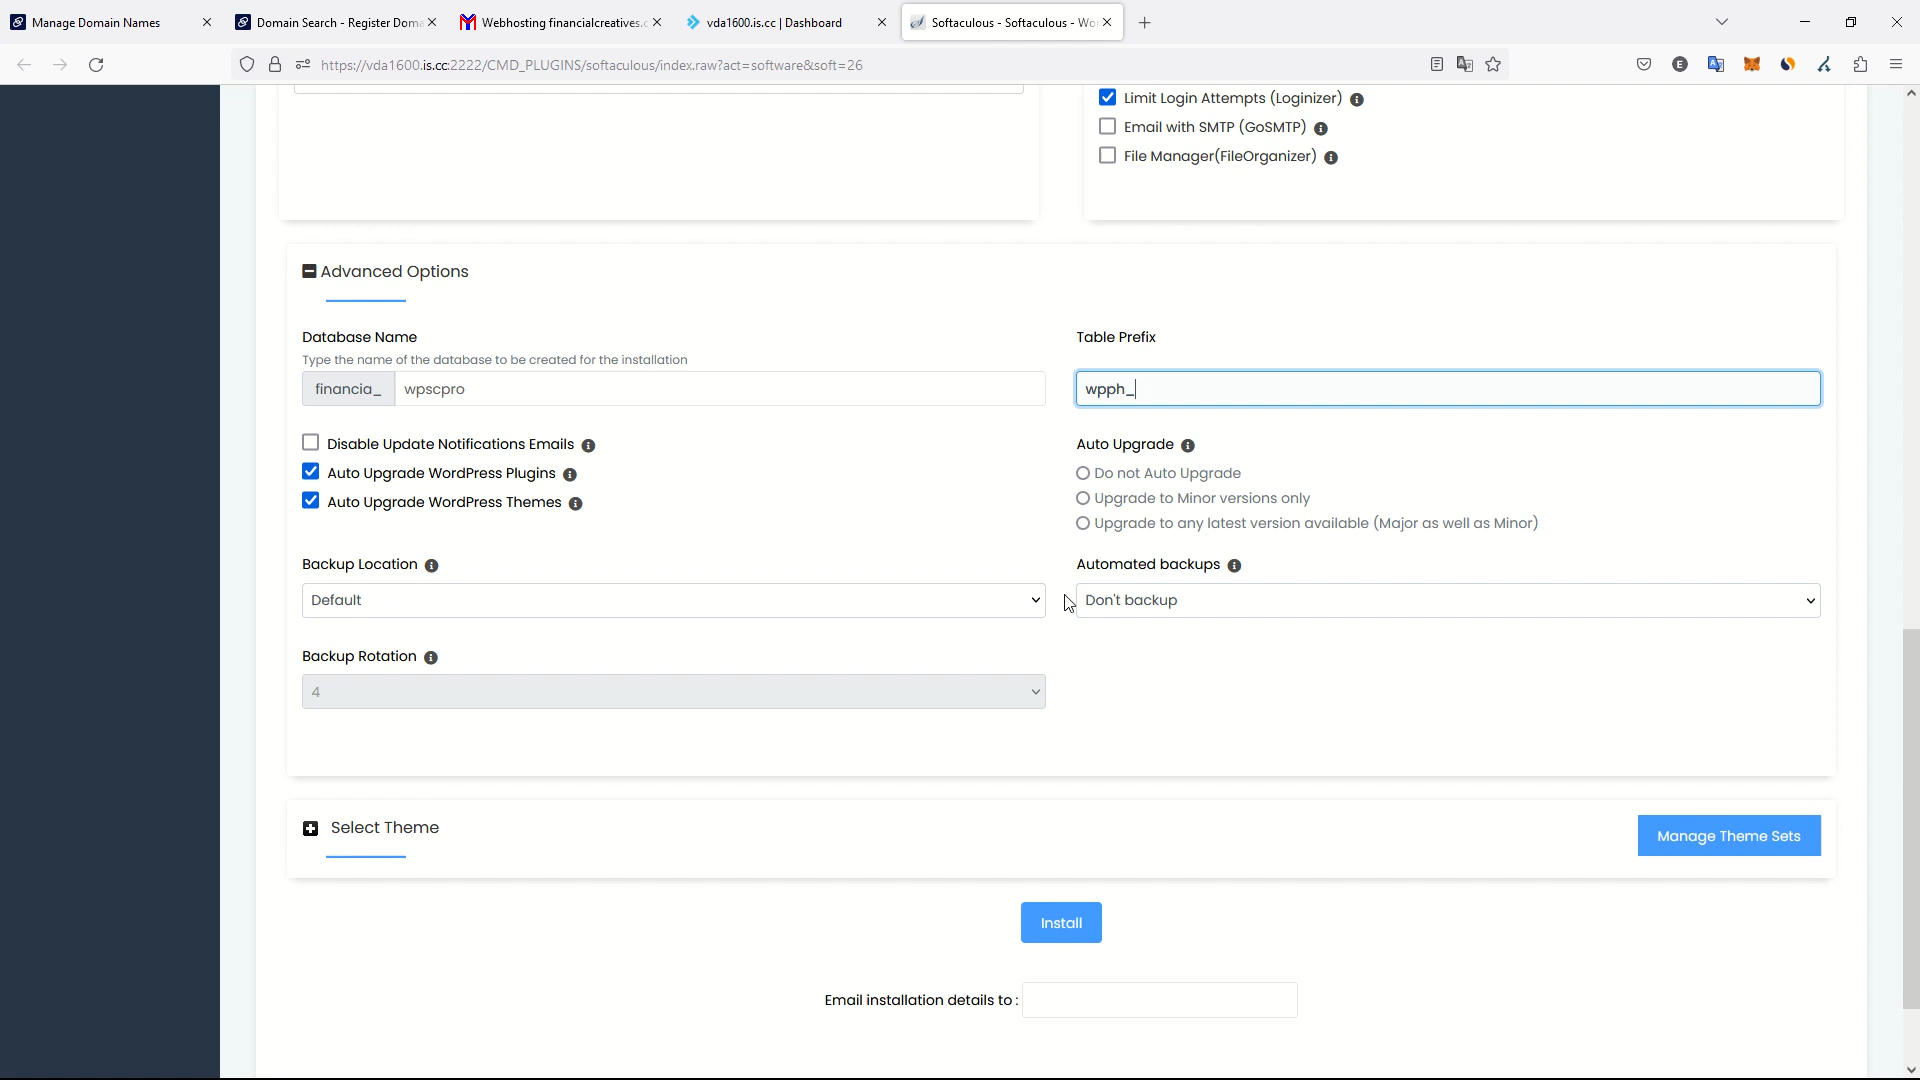 Manage Domain Names
Domain Search - Register Doma
Webhosting financialcreatives.c
vda1600.is.cc | Dashboard
Softaculous - Softaculous - Wo
https://vda1600.is.cc:2222/CMD_PLUGINS/softaculous/index.raw?act=software&soft=26
Limit Login Attempts (Loginizer)
Email with SMTP (GoSMTP)
File Manager(FileOrganizer)
Advanced Options
Database Name
Type the name of the database to be created for the installation
financia_ wpscpro
Table Prefix
wpph_
Disable Update Notifications Emails
Auto Upgrade WordPress Plugins
Auto Upgrade WordPress Themes
Auto Upgrade
Do not Auto Upgrade
Upgrade to Minor versions only
Upgrade to any latest version available (Major as well as Minor)
Backup Location
Default
Automated backups
Don't backup
Backup Rotation
4
Select Theme
Manage Theme Sets
Install
Email installation details to :